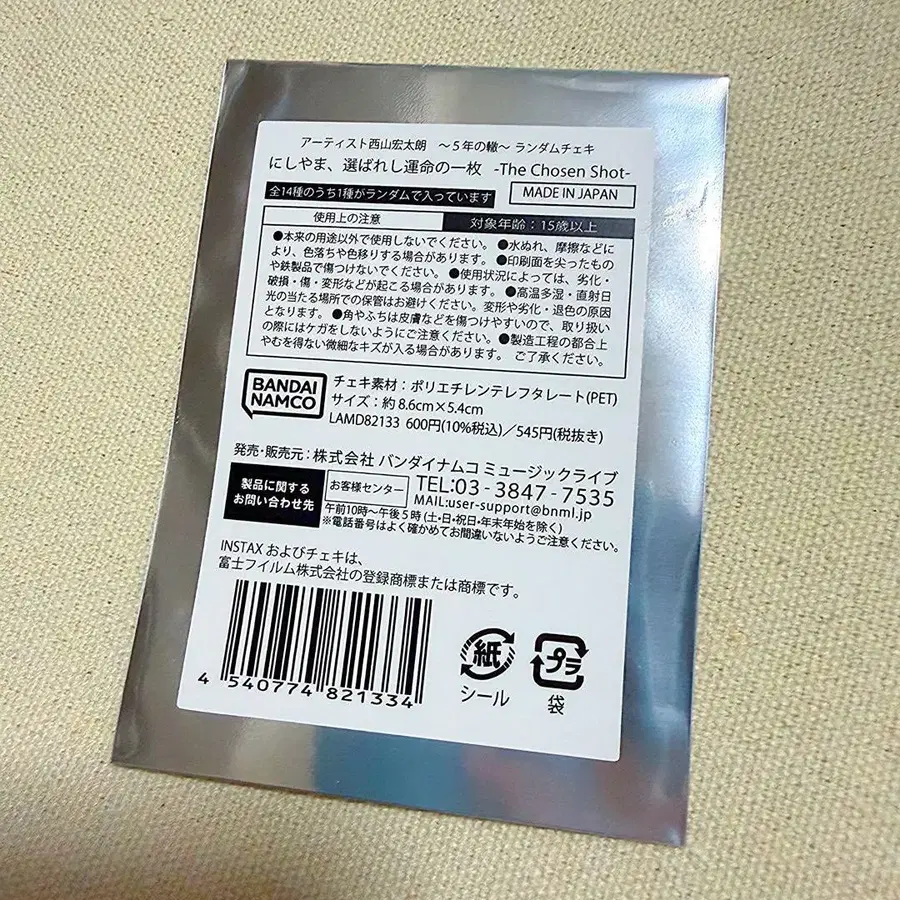 アーティスト西山宏太朗　～５年の轍～ ランダムチェキ
にしやま、選ばれし運命の一枚　-The Chosen Shot-
全14種のうち1種がランダムで入っています
MADE IN JAPAN
使用上の注意
対象年齢：15歳以上
●本来の用途以外で使用しないでください。●水ぬれ、摩擦などに
より、色落ちや色移りする場合があります。●印刷面を尖ったもの
や鉄製品で傷つけないでください。●使用状況によっては、劣化・
破損・傷・変形などが起こる場合があります。●高温多湿・直射日
光の当たる場所での保管はお避けください。変形や劣化・退色の原因
となります。●角やふちは皮膚などを傷つけやすいので、取り扱い
の際にはケガをしないようにご注意ください。●製造工程の都合上
やむを得ない微細なキズが入る場合があります。ご了承ください。
BANDAI
NAMCO
チェキ素材：ポリエチレンテレフタレート(PET)
サイズ：約8.6cm×5.4cm
LAMD82133 600円(10%税込)／545円(税抜き)
発売・販売元：株式会社 バンダイナムコ ミュージックライブ
製品に関する
お問い合わせ先
お客様センター
TEL:03-3847-7535
MAIL:user-support@bnml.jp
午前10時～午後5時 (土・日・祝日・年末年始を除く)
※電話番号はよく確かめてお間違いないようご注意ください。
INSTAX およびチェキは、
富士フイルム株式会社の登録商標または商標です。
4 540774 821334
紙
シール
プラ
袋